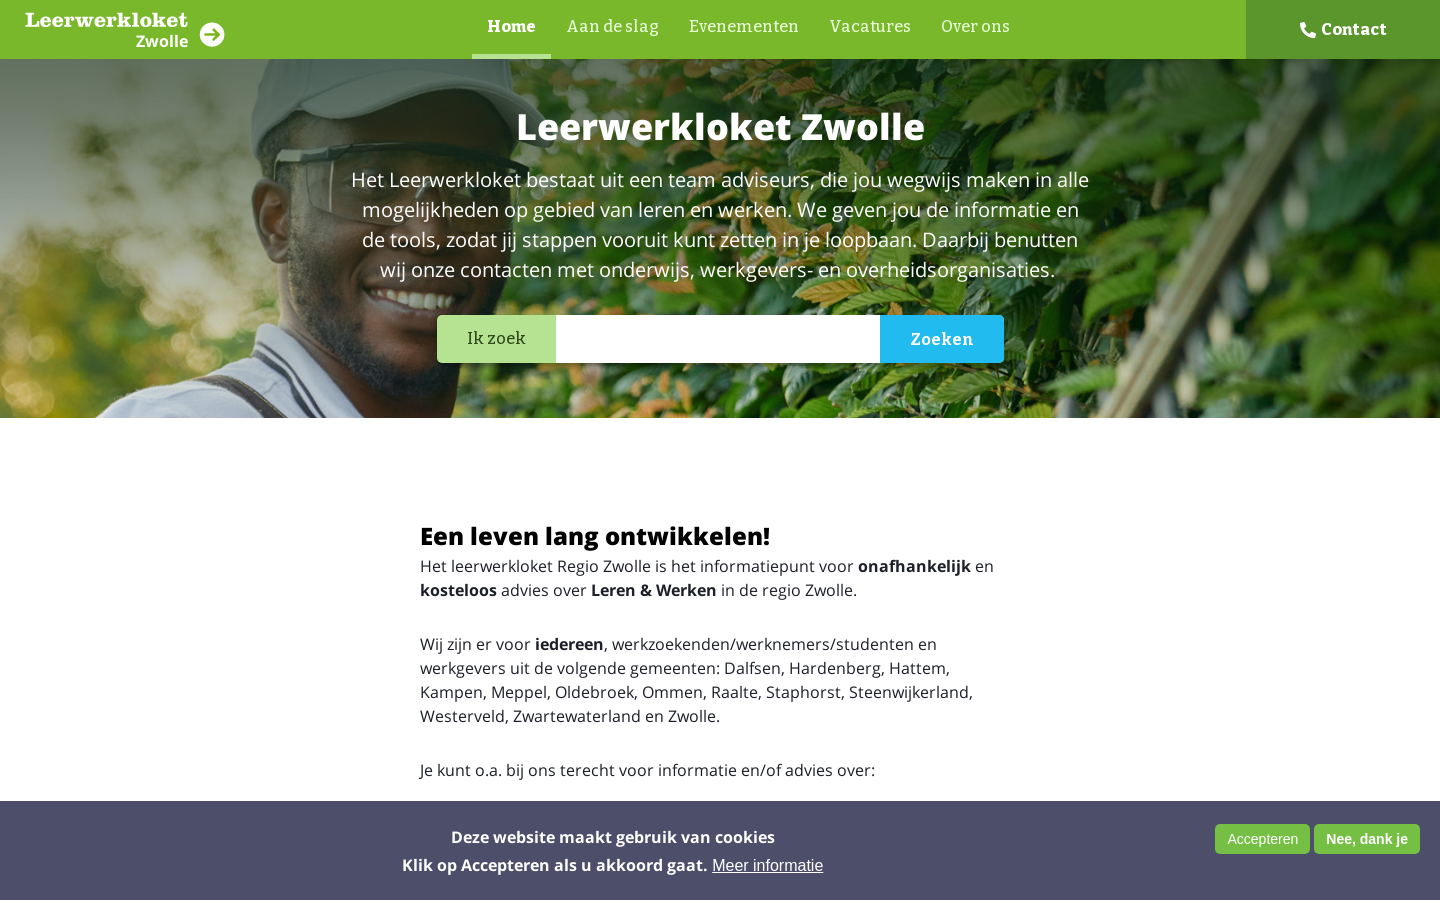 Leerwerkloket
Zwolle
Home Aan de slag Evenementen Vacatures Over ons
Contact
Leerwerkloket Zwolle
Het Leerwerkloket bestaat uit een team adviseurs, die jou wegwijs maken in alle
mogelijkheden op gebied van leren en werken. We geven jou de informatie en
de tools, zodat jij stappen vooruit kunt zetten in je loopbaan. Daarbij benutten
wij onze contacten met onderwijs, werkgevers- en overheidsorganisaties.
Ik zoek
Zoeken
Een leven lang ontwikkelen!
Het leerwerkloket Regio Zwolle is het informatiepunt voor onafhankelijk en
kosteloos advies over Leren & Werken in de regio Zwolle.
Wij zijn er voor iedereen, werkzoekenden/werknemers/studenten en
werkgevers uit de volgende gemeenten: Dalfsen, Hardenberg, Hattem,
Kampen, Meppel, Oldebroek, Ommen, Raalte, Staphorst, Steenwijkerland,
Westerveld, Zwartewaterland en Zwolle.
Je kunt o.a. bij ons terecht voor informatie en/of advies over:
Deze website maakt gebruik van cookies
Klik op Accepteren als u akkoord gaat. Meer informatie
Accepteren
Nee, dank je